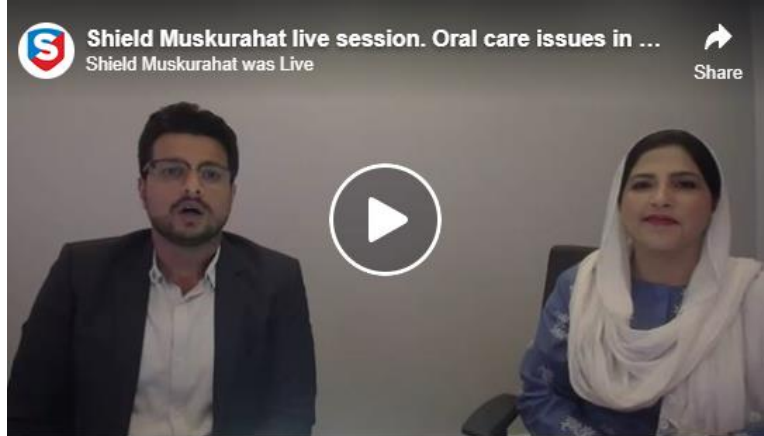 S
Shield Muskurahat live session. Oral care issues in ...
Shield Muskurahat was Live
Share